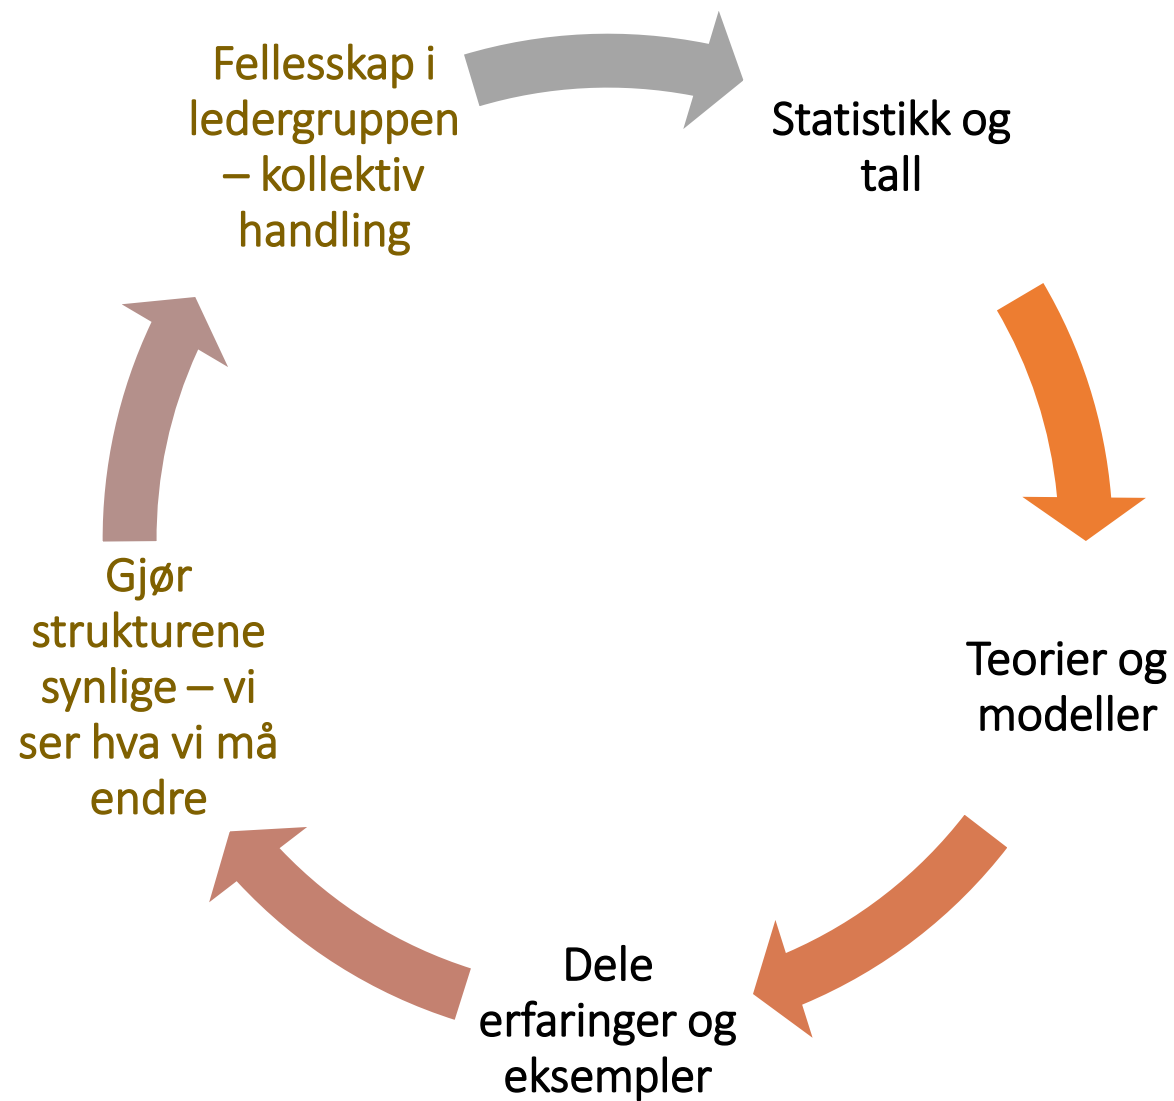 Fellesskap i
ledergruppen
– kollektiv
handling
Statistikk og
tall
Teorier og
modeller
Dele
erfaringer og
eksempler
Gjør
strukturene
synlige – vi
ser hva vi må
endre